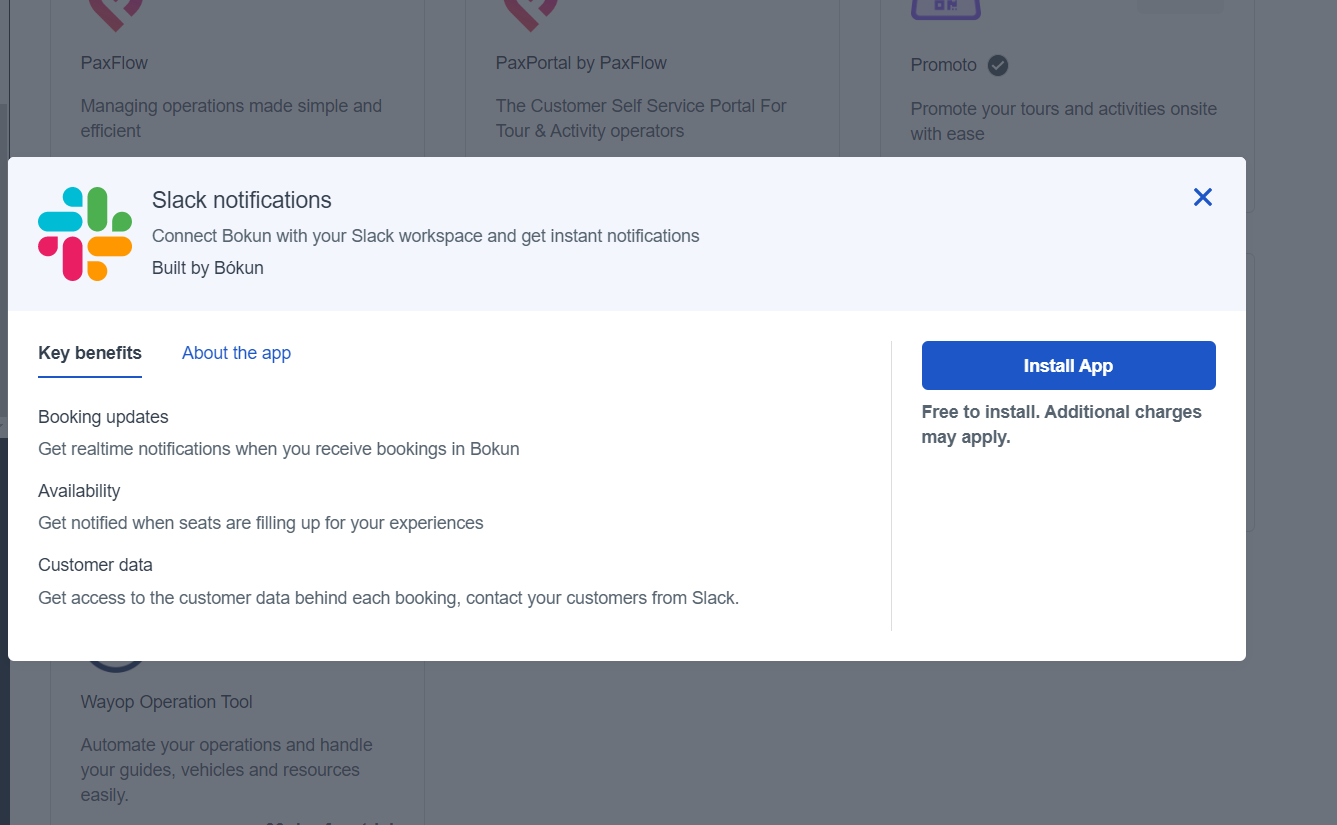 PaxFlow
Managing operations made simple and
efficient
PaxPortal by PaxFlow
The Customer Self Service Portal For
Tour & Activity operators
Promoto
Promote your tours and activities onsite
with ease
Slack notifications
Connect Bokun with your Slack workspace and get instant notifications
Built by Bókun
Key benefits
About the app
Booking updates
Get realtime notifications when you receive bookings in Bokun
Availability
Get notified when seats are filling up for your experiences
Customer data
Get access to the customer data behind each booking, contact your customers from Slack.
Install App
Free to install. Additional charges
may apply.
Wayop Operation Tool
Automate your operations and handle
your guides, vehicles and resources
easily.